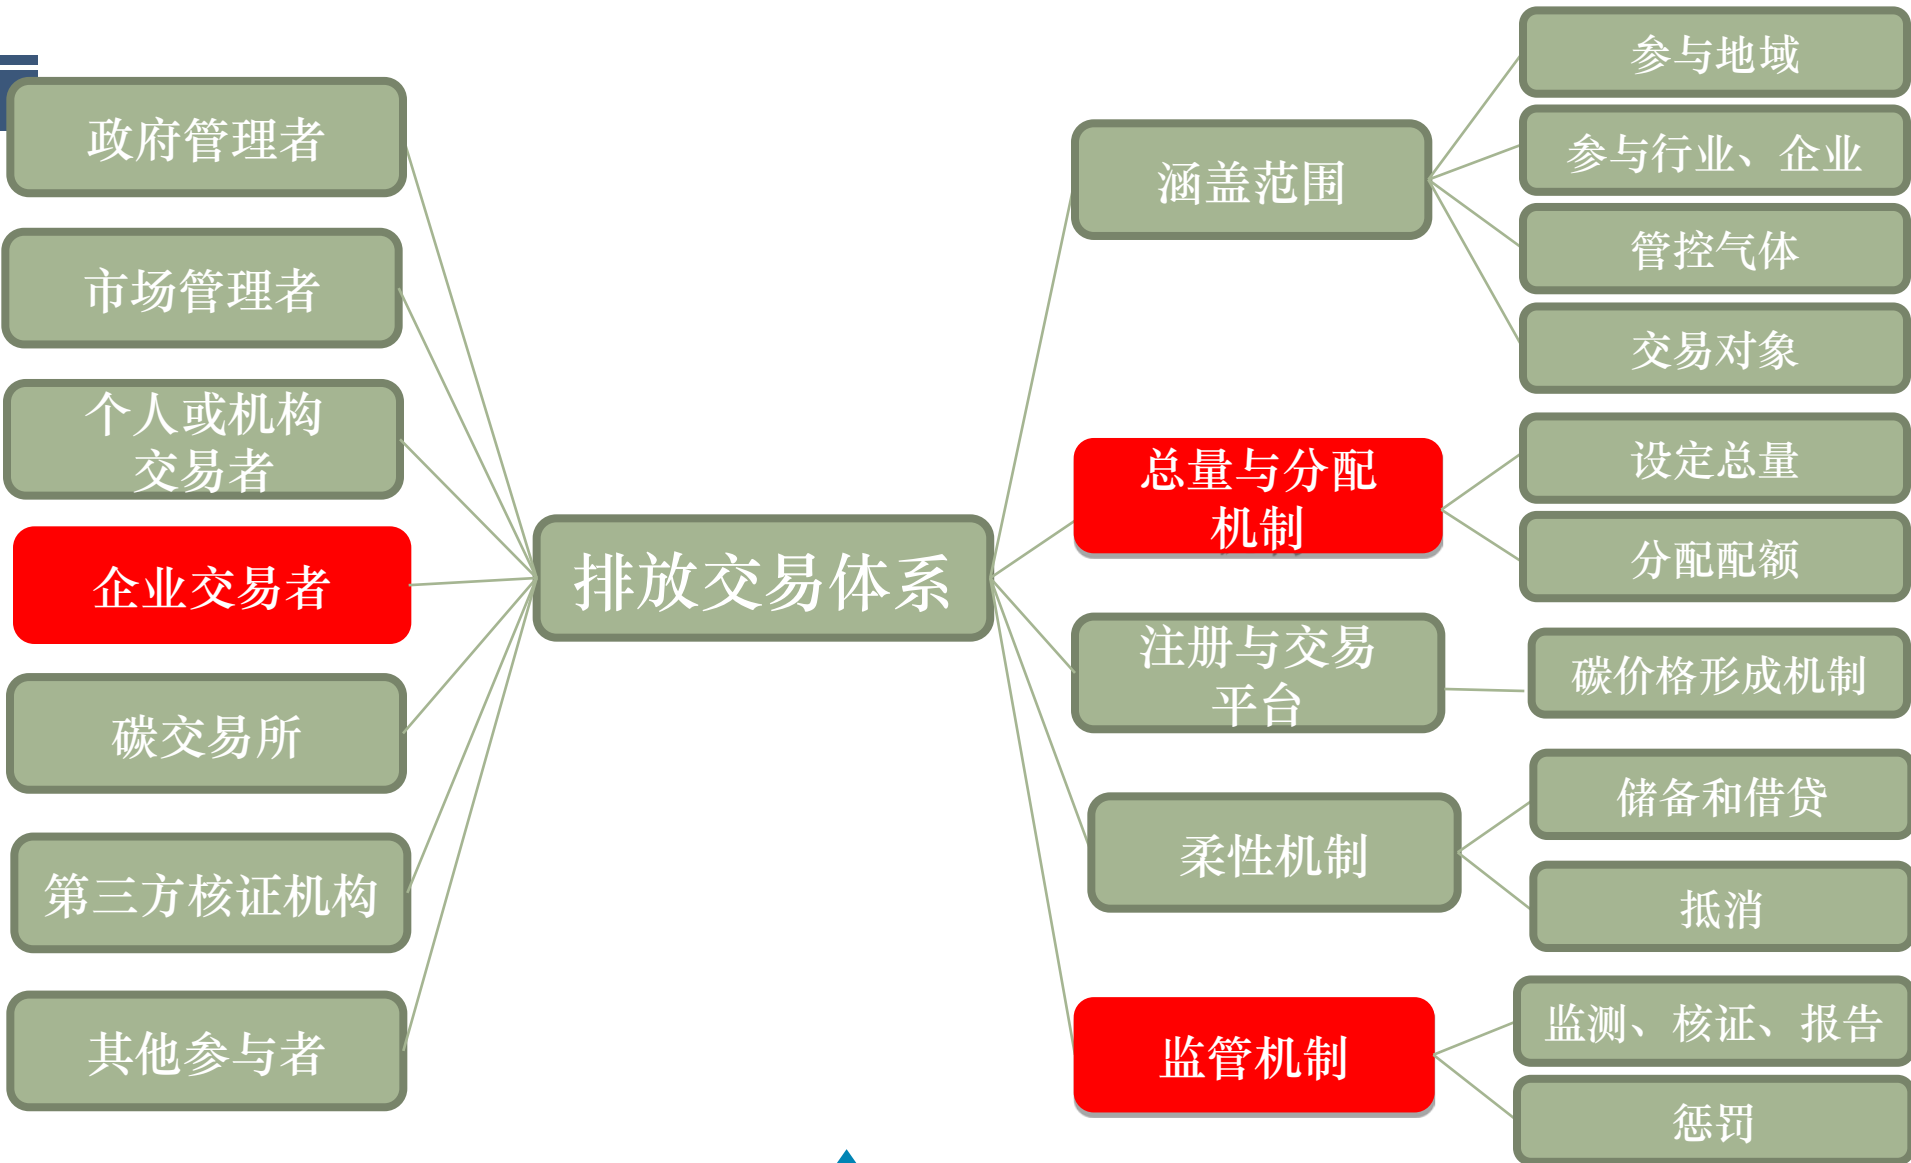 政府管理者
市场管理者
个人或机构
交易者
企业交易者
碳交易所
第三方核证机构
其他参与者
排放交易体系
涵盖范围
参与地域
参与行业、企业
管控气体
交易对象
总量与分配
机制
设定总量
分配配额
注册与交易
平台
碳价格形成机制
柔性机制
储备和借贷
抵消
监管机制
监测、核证、报告
惩罚